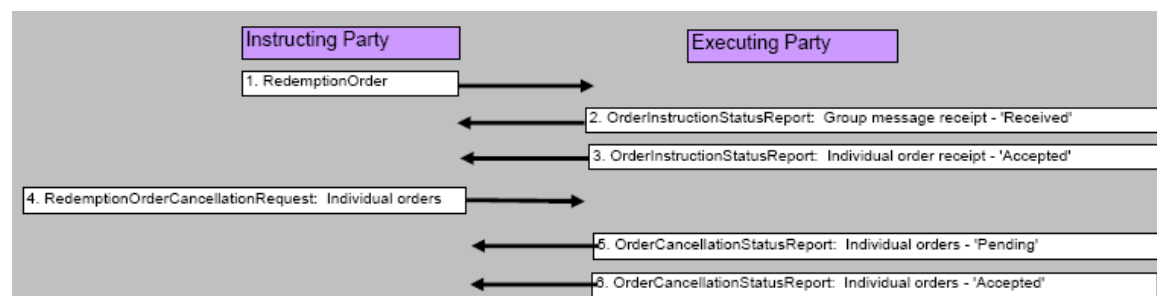 Instructing Party
Executing Party
1. RedemptionOrder
2. OrderInstructionStatusReport: Group message receipt - 'Received'
3. OrderInstructionStatusReport: Individual order receipt - 'Accepted'
4. RedemptionOrderCancellationRequest: Individual orders
5. OrderCancellationStatusReport: Individual orders - 'Pending'
6. OrderCancellationStatusReport: Individual orders - 'Accepted'